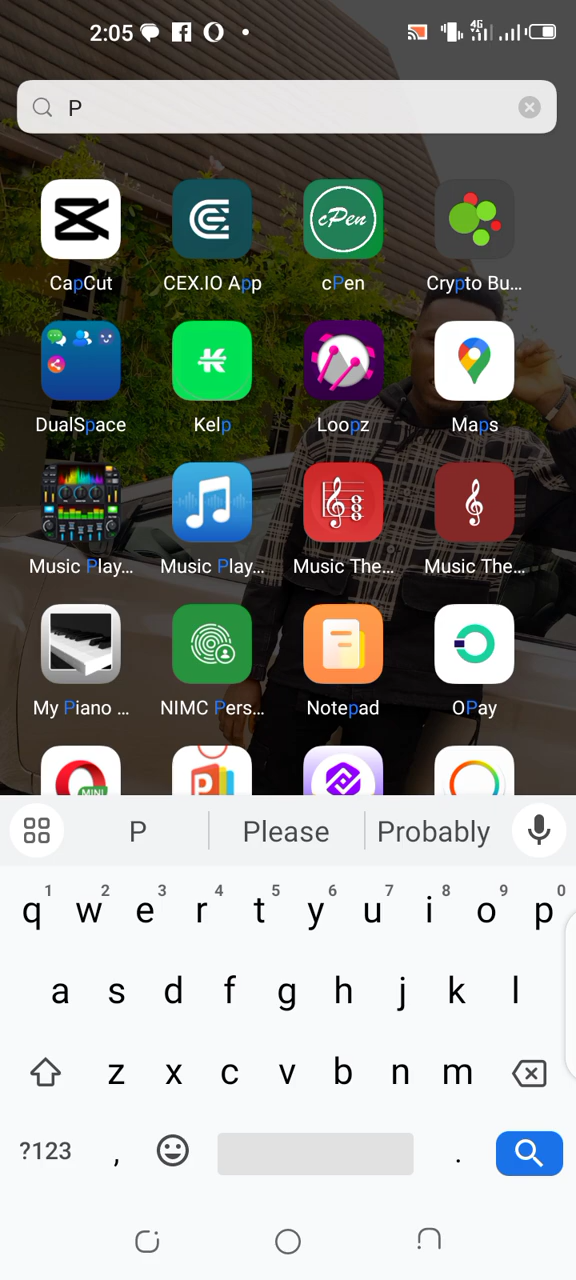 2:05 4G
P
CapCut CEX.IO App cPen Crypto Bu...
DualSpace Kelp Loopz Maps
Music Play... Music Play... Music The... Music The...
My Piano ... NIMC Pers... Notepad OPay
MINI P
P Please Probably
1 2 3 4 5 6 7 8 9 0
q w e r t y u i o p
a s d f g h j k l
z x c v b n m
?123 , .